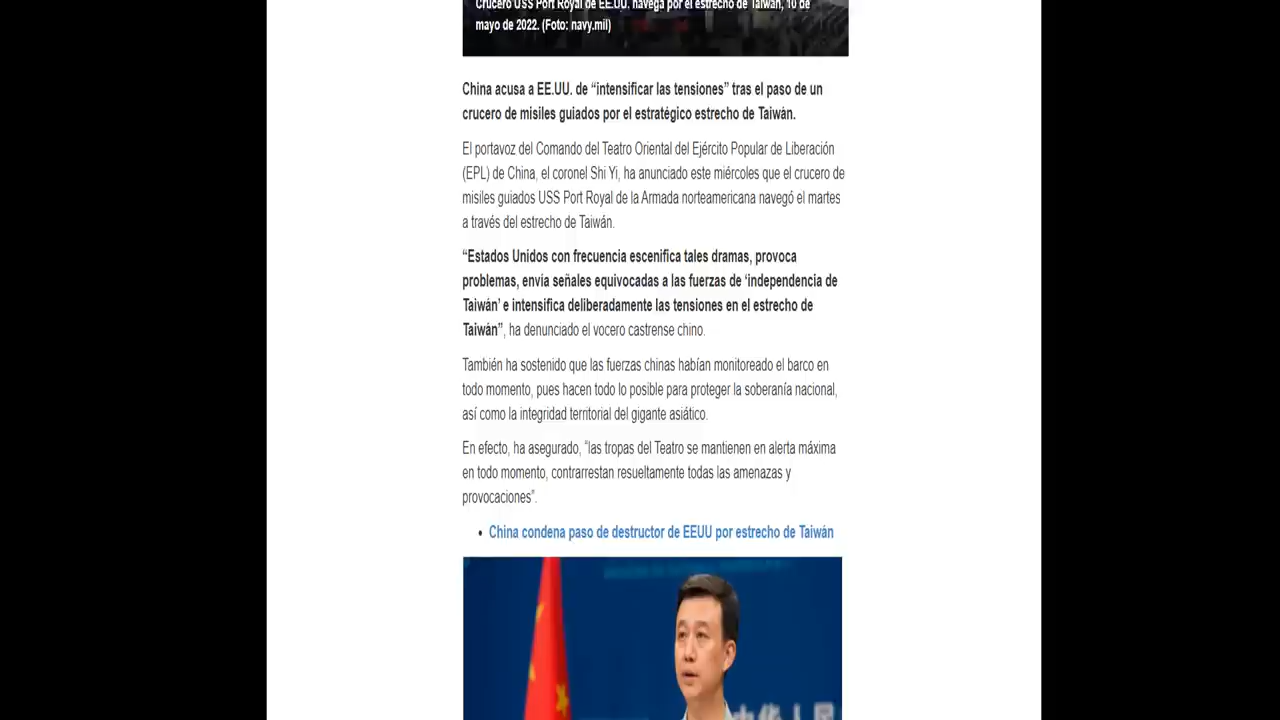 Crucero USS Port Royal de EE.UU. navega por el estrecho de Taiwán, 10 de
mayo de 2022. (Foto: navy.mil)
China acusa a EE.UU. de “intensificar las tensiones” tras el paso de un
crucero de misiles guiados por el estratégico estrecho de Taiwán.
El portavoz del Comando del Teatro Oriental del Ejército Popular de Liberación
(EPL) de China, el coronel Shi Yi, ha anunciado este miércoles que el crucero de
misiles guiados USS Port Royal de la Armada norteamericana navegó el martes
a través del estrecho de Taiwán.
“Estados Unidos con frecuencia escenifica tales dramas, provoca
problemas, envía señales equivocadas a las fuerzas de ‘independencia de
Taiwán’ e intensifica deliberadamente las tensiones en el estrecho de
Taiwán”, ha denunciado el vocero castrense chino.
También ha sostenido que las fuerzas chinas habían monitoreado el barco en
todo momento, pues hacen todo lo posible para proteger la soberanía nacional,
así como la integridad territorial del gigante asiático.
En efecto, ha asegurado, “las tropas del Teatro se mantienen en alerta máxima
en todo momento, contrarrestan resueltamente todas las amenazas y
provocaciones”.
• China condena paso de destructor de EEUU por estrecho de Taiwán
中华人民